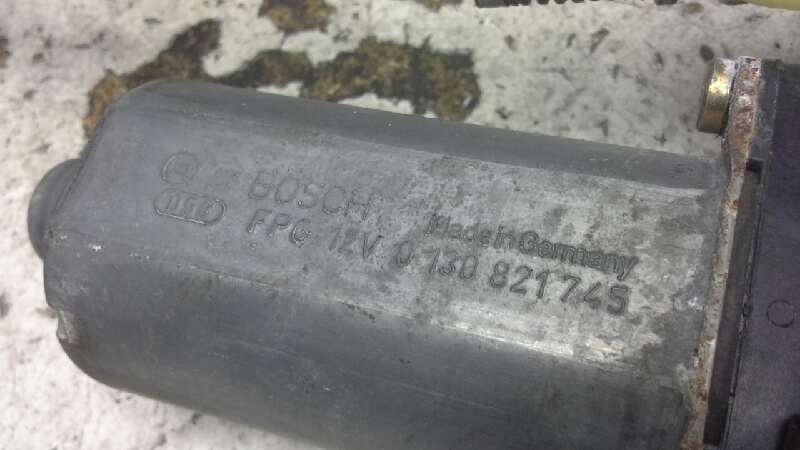 BOSCH
FPG 12V 0 130 821 745
Made in Germany